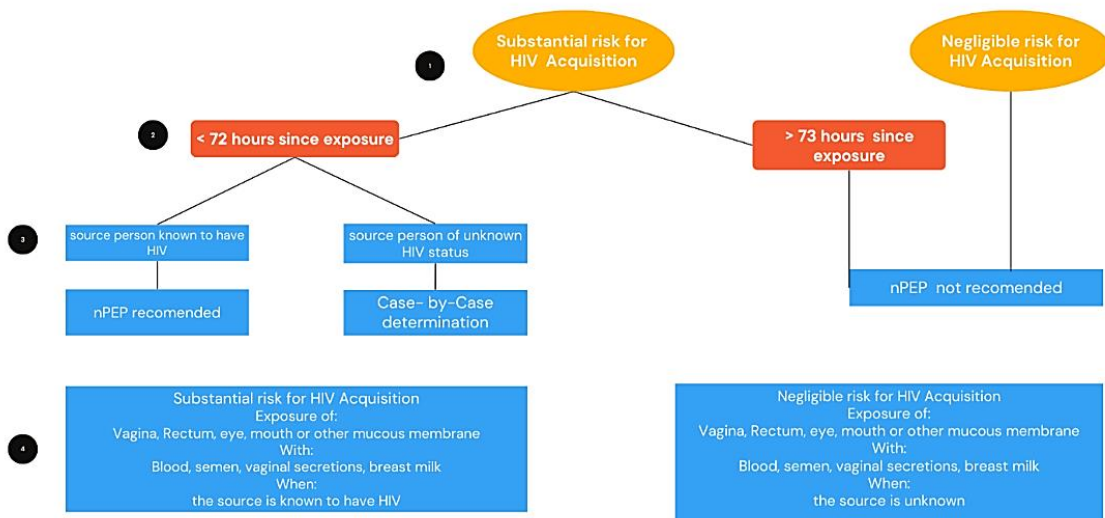 Substantial risk for
HIV Acquisition
Negligible risk for
HIV Acquisition
1
2
< 72 hours since exposure
> 73 hours since
exposure
3
source person known to have
HIV
source person of unknown
HIV status
nPEP recomended
Case- by-Case
determination
nPEP not recomended
4
Substantial risk for HIV Acquisition
Exposure of:
Vagina, Rectum, eye, mouth or other mucous membrane
With:
Blood, semen, vaginal secretions, breast milk
When:
the source is known to have HIV
Negligible risk for HIV Acquisition
Exposure of:
Vagina, Rectum, eye, mouth or other mucous membrane
With:
Blood, semen, vaginal secretions, breast milk
When:
the source is unknown